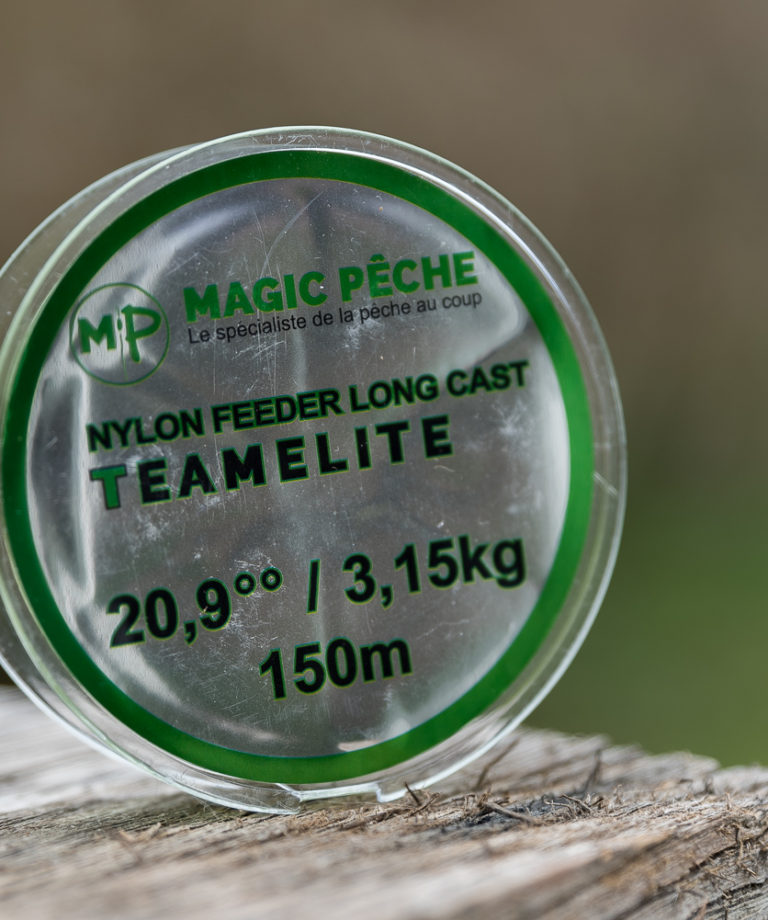 MP
MAGIC PÊCHE
Le spécialiste de la pêche au coup
NYLON FEEDER LONG CAST
TEAMELITE
20,9°° / 3,15kg
150m